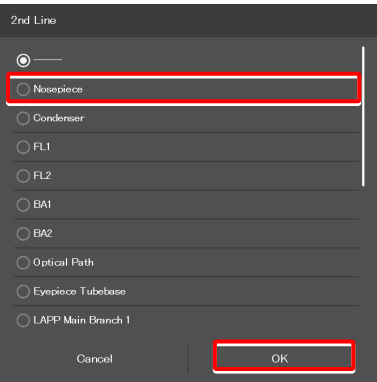 2nd Line
——
Nosepiece
Condenser
FL1
FL2
BA1
BA2
Optical Path
Eyepiece Tubebase
LAPP Main Branch 1
Cancel
OK